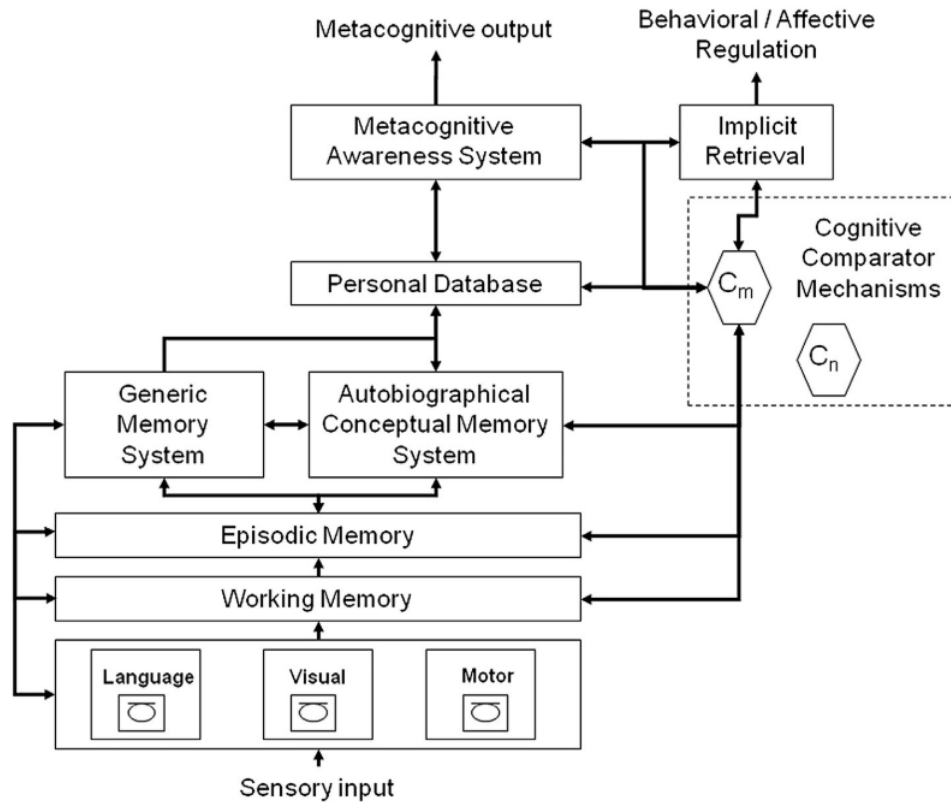 Metacognitive output
Behavioral / Affective
Regulation
Metacognitive
Awareness System
Implicit
Retrieval
Cognitive
Comparator
Mechanisms
Personal Database
Cm
Cn
Generic
Memory
System
Autobiographical
Conceptual Memory
System
Episodic Memory
Working Memory
Language
Visual
Motor
Sensory input